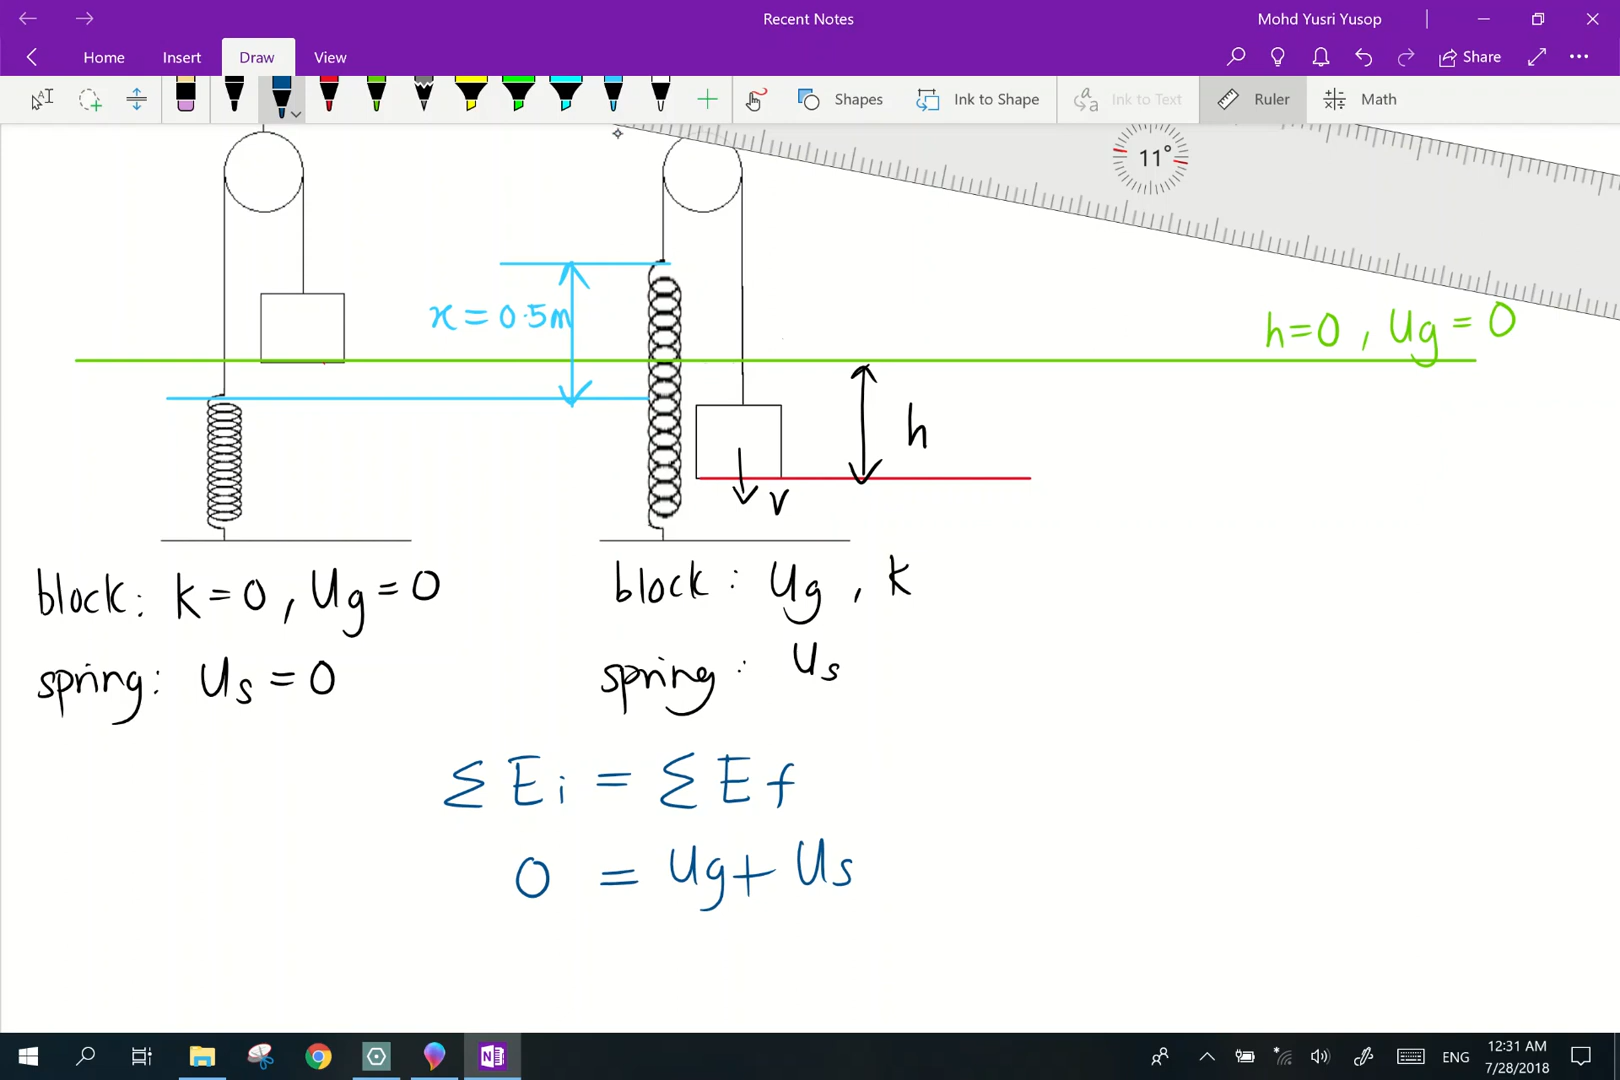 Recent Notes
Mohd Yusri Yusop
Home Insert Draw View
Share
Shapes Ink to Shape Ink to Text Ruler Math
11°
x = 0.5m
h=0 , Ug = 0
h
v
block: k = 0 , Ug = 0
block : Ug , k
spring: Us = 0
spring : Us
Σ Ei = Σ Ef
0 = Ug + Us
ENG
12:31 AM
7/28/2018